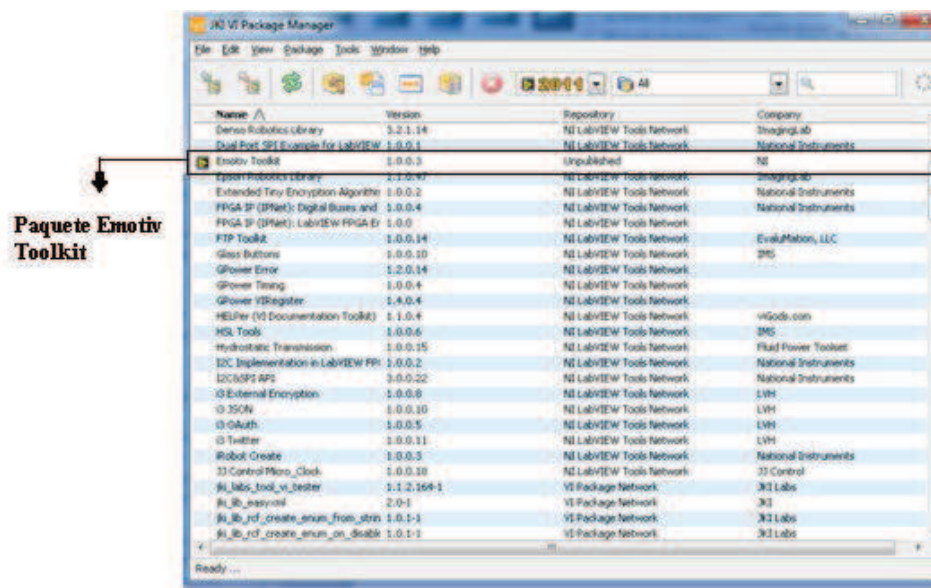 JKI VI Package Manager
File Edit View Package Tools Window Help
2011 All
Name Version Repository Company
Denso Robotics Library 3.2.1.14 NI LabVIEW Tools Network ImagingLab
Dual Port SPI Example for LabVIEW 1.0.0.1 NI LabVIEW Tools Network National Instruments
Emotiv Toolkit 1.0.0.3 Unpublished NI
Epson Robotics Library 1.1.0.47 NI LabVIEW Tools Network ImagingLab
Extended Tiny Encryption Algorithm 1.0.0.2 NI LabVIEW Tools Network National Instruments
FPGA IP (IPNet): Digital Buses and 1.0.0.4 NI LabVIEW Tools Network National Instruments
FPGA IP (IPNet): LabVIEW FPGA Er 1.0.0 NI LabVIEW Tools Network
FTP Toolkit 1.0.0.14 NI LabVIEW Tools Network EvaluMation, LLC
Glass Buttons 1.0.0.10 NI LabVIEW Tools Network IMS
GPower Error 1.2.0.14 NI LabVIEW Tools Network
GPower Timing 1.0.0.4 NI LabVIEW Tools Network
GPower VIRegister 1.4.0.4 NI LabVIEW Tools Network
HELPer (VI Documentation Toolkit) 1.1.0.4 NI LabVIEW Tools Network viGods.com
HSL Tools 1.0.0.6 NI LabVIEW Tools Network IMS
Hydrostatic Transmission 1.0.0.15 NI LabVIEW Tools Network Fluid Power Toolset
I2C Implementation in LabVIEW FP 1.0.0.2 NI LabVIEW Tools Network National Instruments
I2C&SPI API 3.0.0.22 NI LabVIEW Tools Network National Instruments
i3 External Encryption 1.0.0.8 NI LabVIEW Tools Network LVH
i3 JSON 1.0.0.10 NI LabVIEW Tools Network LVH
i3 OAuth 1.0.0.5 NI LabVIEW Tools Network LVH
i3 Twitter 1.0.0.11 NI LabVIEW Tools Network LVH
iRobot Create 1.0.0.3 NI LabVIEW Tools Network National Instruments
JJ Control Micro_Clock 1.0.0.18 NI LabVIEW Tools Network JJ Control
jki_labs_tool_vi_tester 1.1.2.164-1 VI Package Network JKI Labs
jki_lib_easyxml 2.0-1 VI Package Network JKI
jki_lib_rcf_create_enum_from_strin 1.0.1-1 VI Package Network JKI Labs
jki_lib_rcf_create_enum_on_disable 1.0.1-1 VI Package Network JKI Labs
Ready ...
Paquete Emotiv
Toolkit